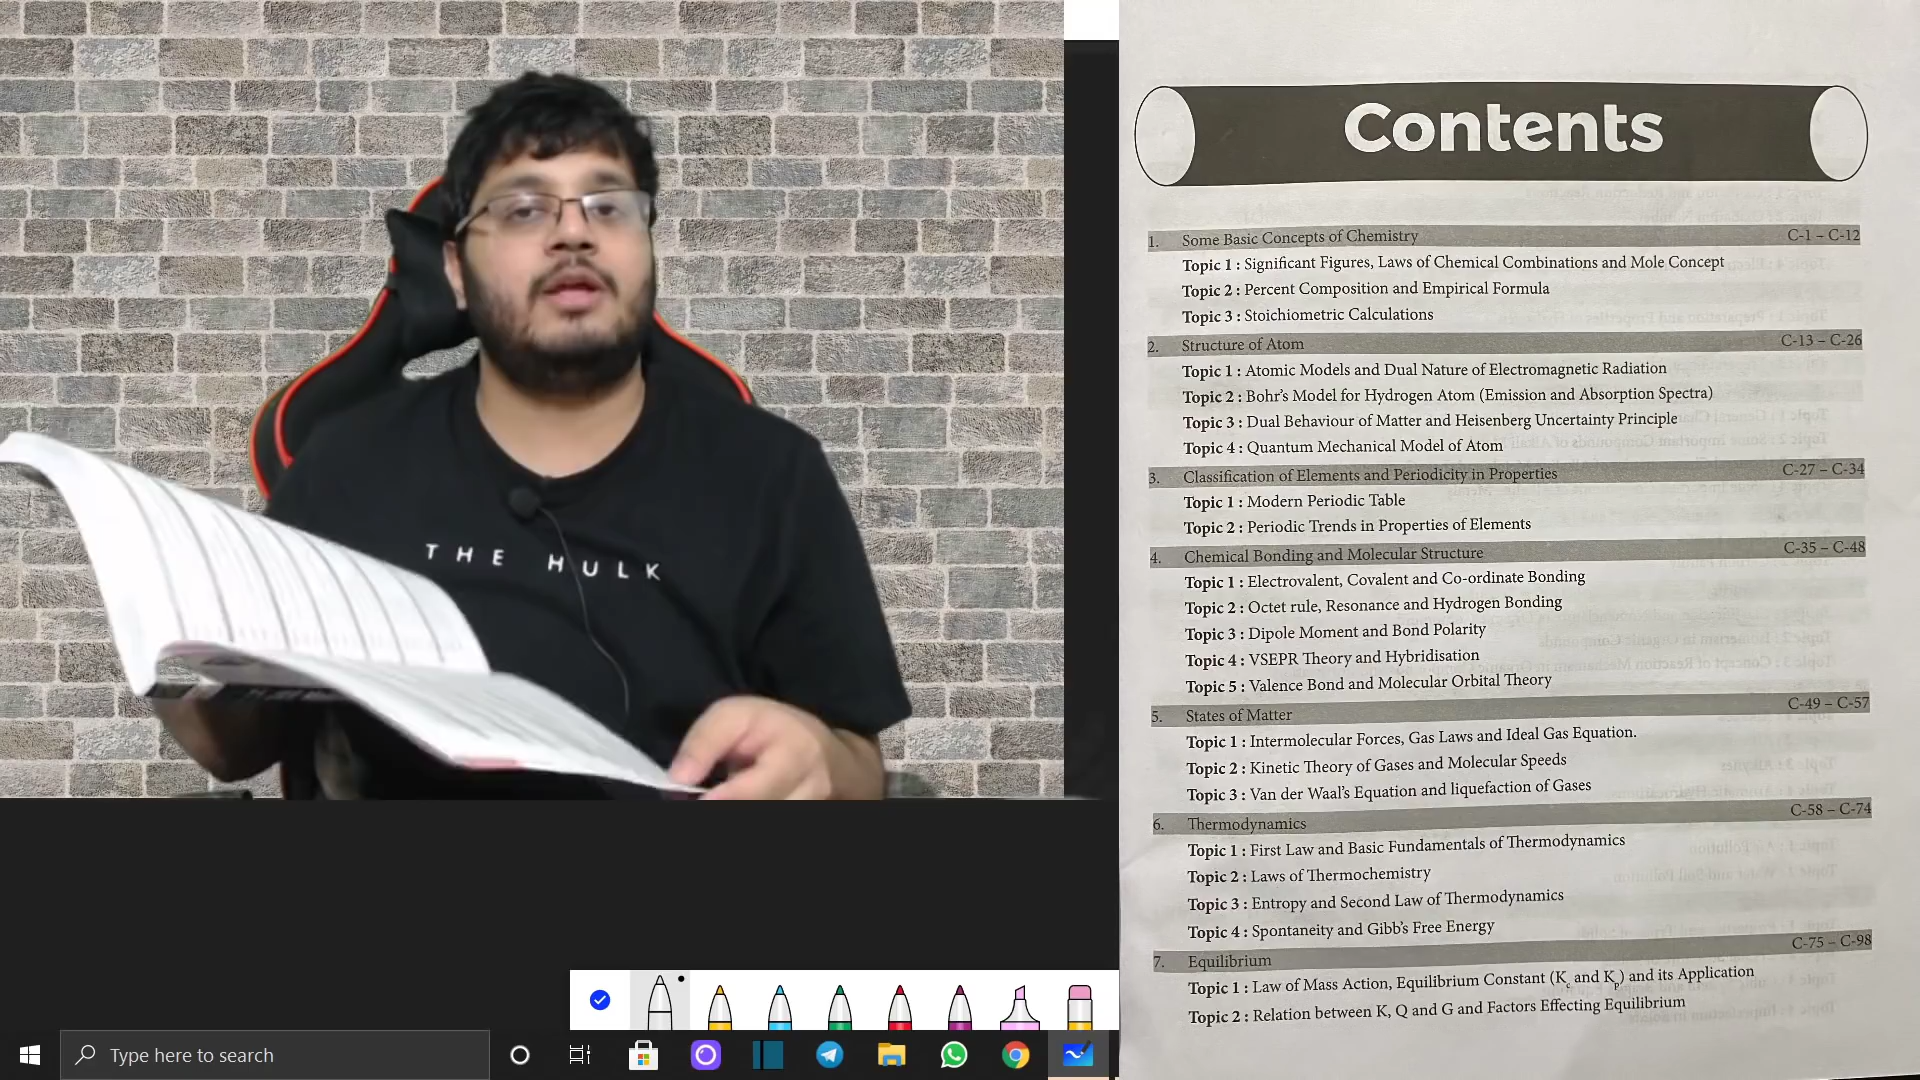 THE HULK
Contents
1. Some Basic Concepts of Chemistry C-1 – C-12
Topic 1 : Significant Figures, Laws of Chemical Combinations and Mole Concept
Topic 2 : Percent Composition and Empirical Formula
Topic 3 : Stoichiometric Calculations
2. Structure of Atom C-13 – C-26
Topic 1 : Atomic Models and Dual Nature of Electromagnetic Radiation
Topic 2 : Bohr's Model for Hydrogen Atom (Emission and Absorption Spectra)
Topic 3 : Dual Behaviour of Matter and Heisenberg Uncertainty Principle
Topic 4 : Quantum Mechanical Model of Atom
3. Classification of Elements and Periodicity in Properties C-27 – C-34
Topic 1 : Modern Periodic Table
Topic 2 : Periodic Trends in Properties of Elements
4. Chemical Bonding and Molecular Structure C-35 – C-48
Topic 1 : Electrovalent, Covalent and Co-ordinate Bonding
Topic 2 : Octet rule, Resonance and Hydrogen Bonding
Topic 3 : Dipole Moment and Bond Polarity
Topic 4 : VSEPR Theory and Hybridisation
Topic 5 : Valence Bond and Molecular Orbital Theory
5. States of Matter C-49 – C-57
Topic 1 : Intermolecular Forces, Gas Laws and Ideal Gas Equation.
Topic 2 : Kinetic Theory of Gases and Molecular Speeds
Topic 3 : Van der Waal's Equation and liquefaction of Gases
6. Thermodynamics C-58 – C-74
Topic 1 : First Law and Basic Fundamentals of Thermodynamics
Topic 2 : Laws of Thermochemistry
Topic 3 : Entropy and Second Law of Thermodynamics
Topic 4 : Spontaneity and Gibb's Free Energy
7. Equilibrium C-75 – C-98
Topic 1 : Law of Mass Action, Equilibrium Constant (Kc and Kp) and its Application
Topic 2 : Relation between K, Q and G and Factors Effecting Equilibrium
Type here to search